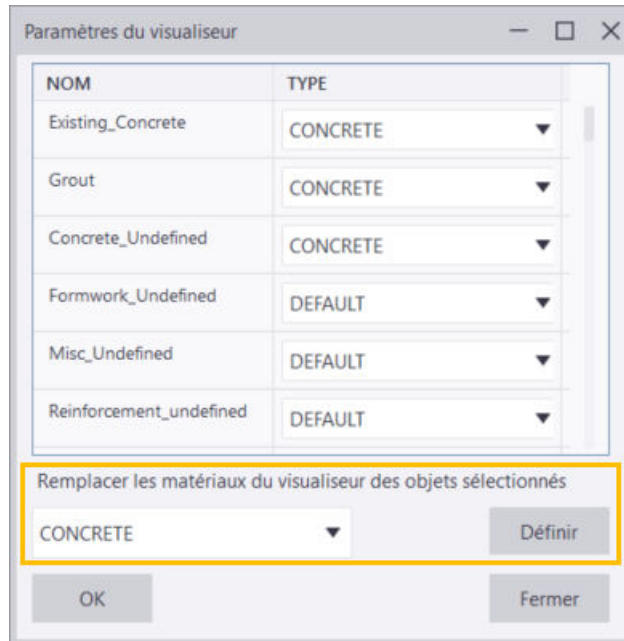 Paramètres du visualiseur
NOM TYPE
Existing_Concrete CONCRETE
Grout CONCRETE
Concrete_Undefined CONCRETE
Formwork_Undefined DEFAULT
Misc_Undefined DEFAULT
Reinforcement_undefined DEFAULT
Remplacer les matériaux du visualiseur des objets sélectionnés
CONCRETE Définir
OK Fermer